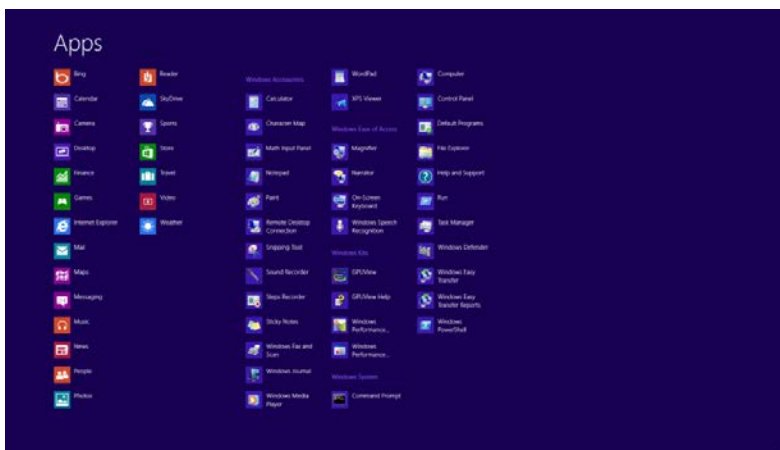 Apps
Bing
Calendar
Camera
Desktop
Finance
Games
Internet Explorer
Mail
Maps
Messaging
Music
News
People
Photos
Reader
SkyDrive
Sports
Store
Travel
Video
Weather
Windows Accessories
Calculator
Character Map
Math Input Panel
Notepad
Paint
Remote Desktop
Connection
Snipping Tool
Sound Recorder
Steps Recorder
Sticky Notes
Windows Fax and
Scan
Windows Journal
Windows Media
Player
WordPad
XPS Viewer
Windows Ease of Access
Magnifier
Narrator
On-Screen
Keyboard
Windows Speech
Recognition
Windows Kits
GPUView
GPUView Help
Windows
Performance...
Windows
Performance...
Windows System
Command Prompt
Computer
Control Panel
Default Programs
File Explorer
Help and Support
Run
Task Manager
Windows Defender
Windows Easy
Transfer
Windows Easy
Transfer Reports
Windows
PowerShell